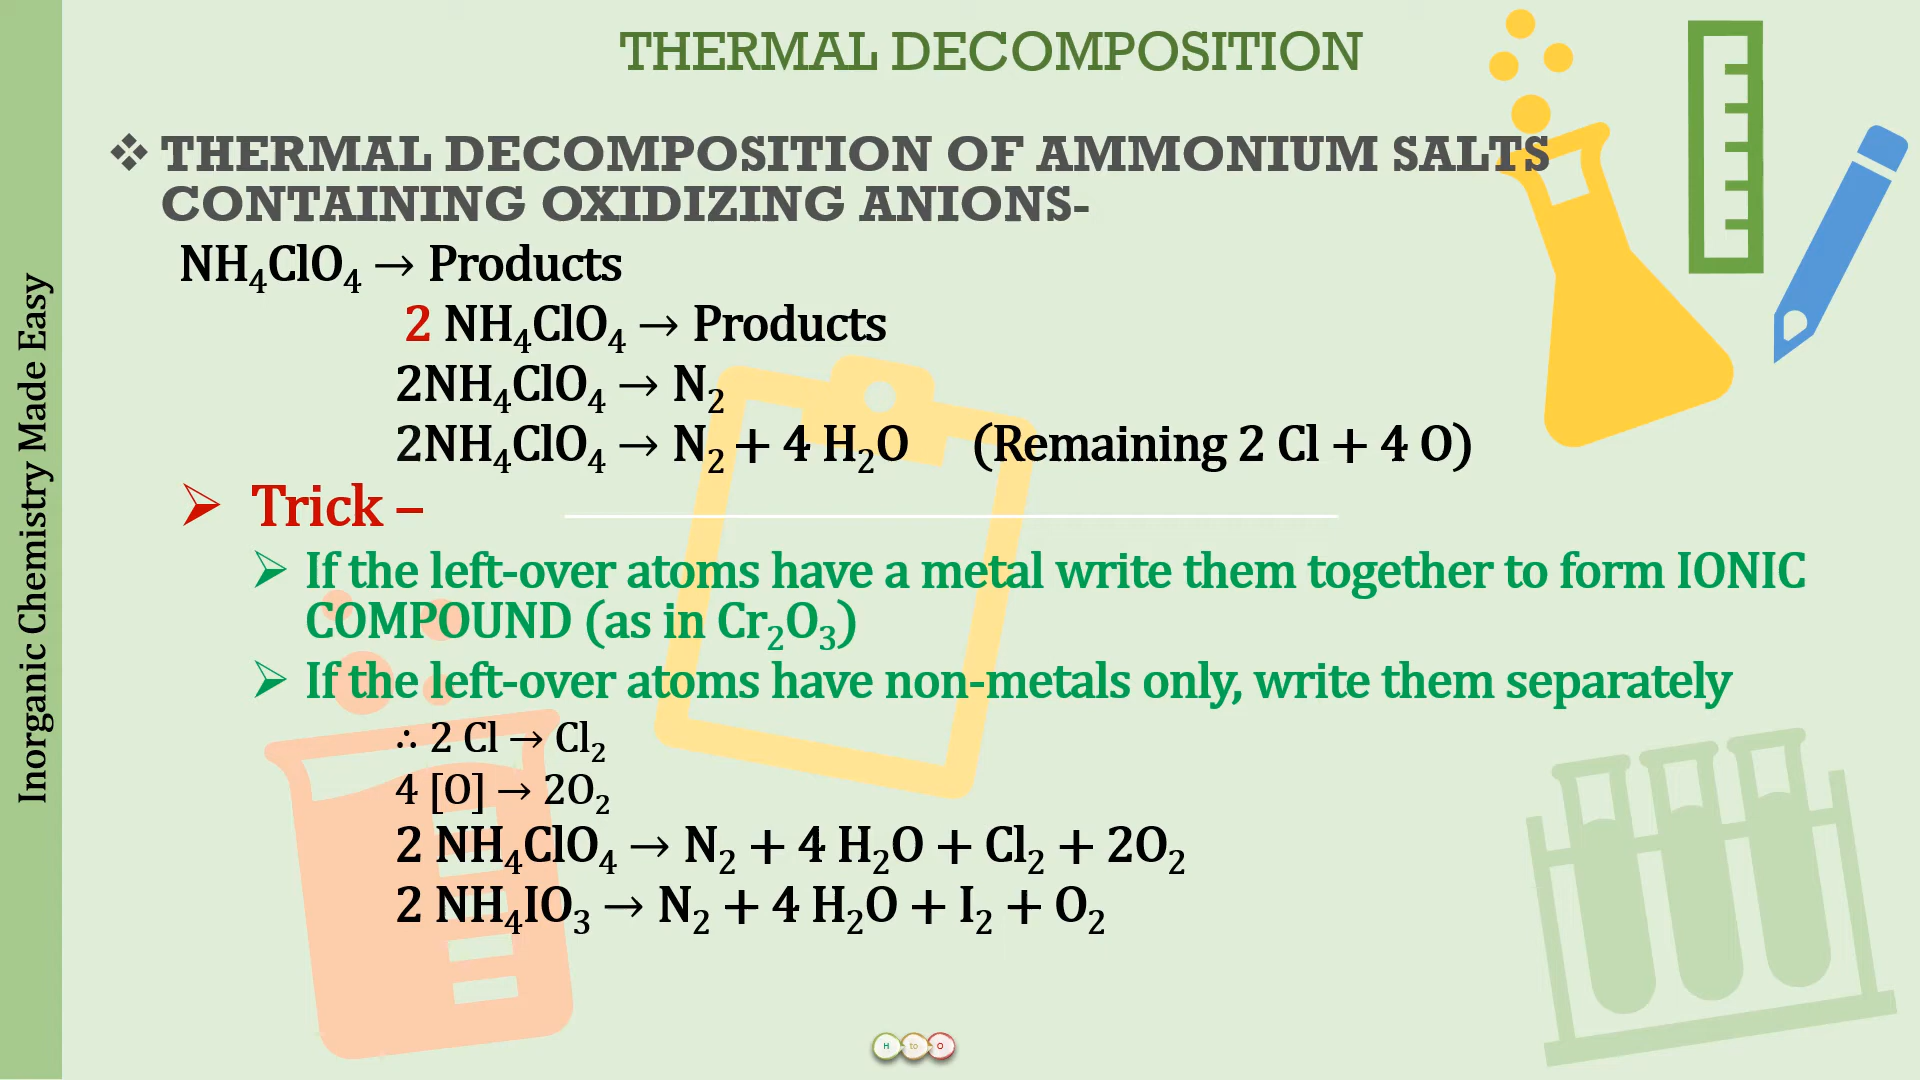 THERMAL DECOMPOSITION
❖ THERMAL DECOMPOSITION OF AMMONIUM SALTS
CONTAINING OXIDIZING ANIONS-
NH₄ClO₄ → Products
2 NH₄ClO₄ → Products
2NH₄ClO₄ → N₂
2NH₄ClO₄ → N₂ + 4 H₂O (Remaining 2 Cl + 4 O)
➢ Trick –
➢ If the left-over atoms have a metal write them together to form IONIC
COMPOUND (as in Cr₂O₃)
➢ If the left-over atoms have non-metals only, write them separately
∴ 2 Cl → Cl₂
4 [O] → 2O₂
2 NH₄ClO₄ → N₂ + 4 H₂O + Cl₂ + 2O₂
2 NH₄IO₃ → N₂ + 4 H₂O + I₂ + O₂
Inorganic Chemistry Made Easy
H to O